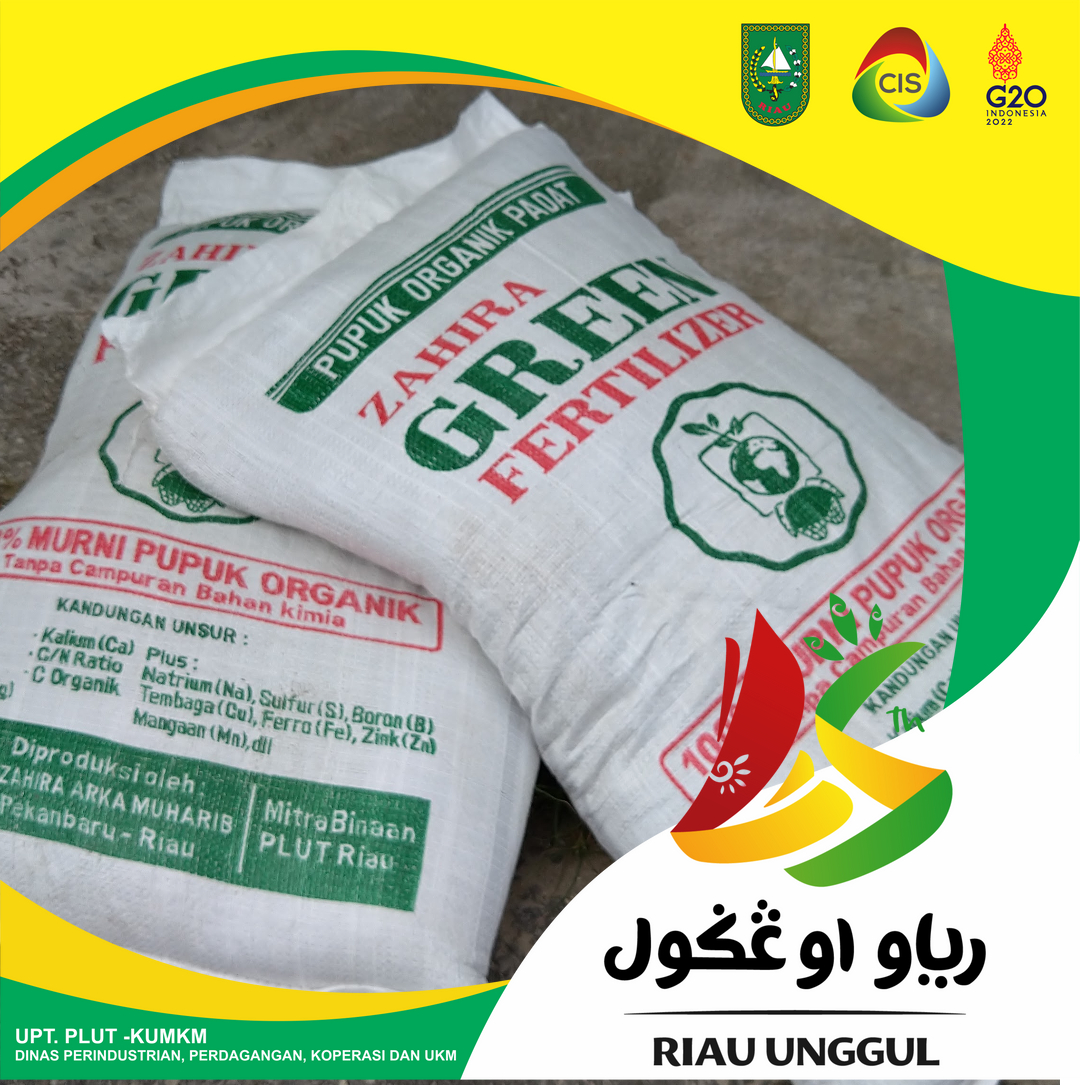 RIAU
CIS
G20
INDONESIA
2022
PUPUK ORGANIK PADAT
ZAHIRA
GREEN
FERTILIZER
MURNI PUPUK ORGANIK
Tanpa Campuran Bahan kimia
KANDUNGAN UNSUR :
- Kalium (Ca) Plus :
- C/N Ratio Natrium (Na), Sulfur (S), Boron (B)
- C Organik Tembaga (Cu), Ferro (Fe), Zink (Zn)
Mangaan (Mn), dll
Diproduksi oleh :
ZAHIRA ARKA MUHARIB
Pekanbaru - Riau
Mitra Binaan
PLUT Riau
PUPUK
KANDUNGAN
رياو اوڠݢول
RIAU UNGGUL
UPT. PLUT -KUMKM
DINAS PERINDUSTRIAN, PERDAGANGAN, KOPERASI DAN UKM